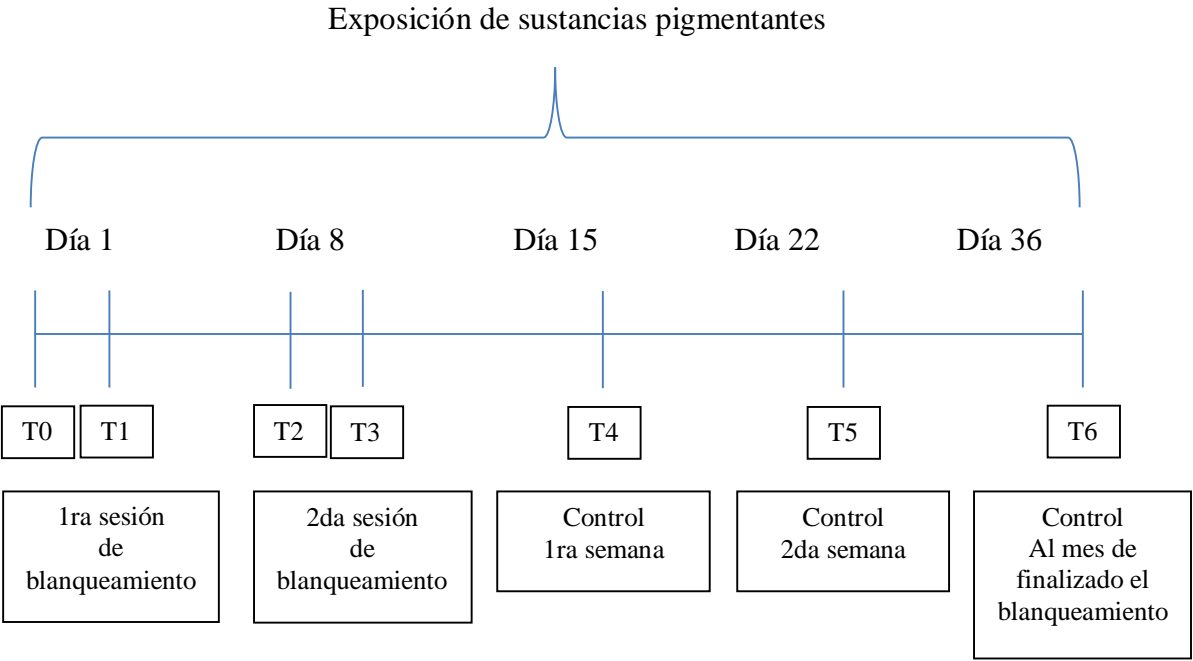 Exposición de sustancias pigmentantes
Día 1 Día 8 Día 15 Día 22 Día 36
T0 T1 T2 T3 T4 T5 T6
1ra sesión
de
blanqueamiento
2da sesión
de
blanqueamiento
Control
1ra semana
Control
2da semana
Control
Al mes de
finalizado el
blanqueamiento